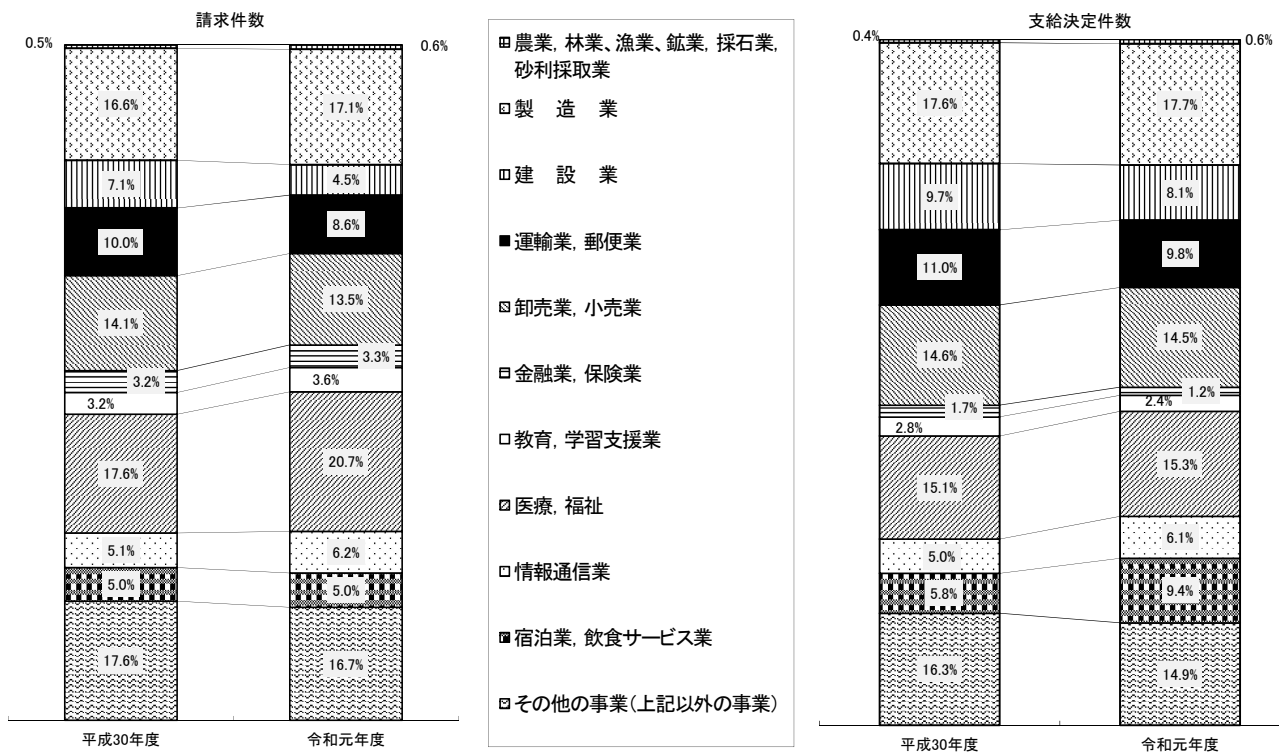 請求件数
0.5%
0.6%
16.6%
17.1%
7.1%
4.5%
10.0%
8.6%
14.1%
13.5%
3.2%
3.3%
3.2%
3.6%
17.6%
20.7%
5.1%
6.2%
5.0%
5.0%
17.6%
16.7%
平成30年度
令和元年度
農業, 林業、漁業、鉱業, 採石業,
砂利採取業
製 造 業
建 設 業
運輸業, 郵便業
卸売業, 小売業
金融業, 保険業
教育, 学習支援業
医療, 福祉
情報通信業
宿泊業, 飲食サービス業
その他の事業(上記以外の事業)
支給決定件数
0.4%
0.6%
17.6%
17.7%
9.7%
8.1%
11.0%
9.8%
14.6%
14.5%
1.7%
1.2%
2.8%
2.4%
15.1%
15.3%
5.0%
6.1%
5.8%
9.4%
16.3%
14.9%
平成30年度
令和元年度